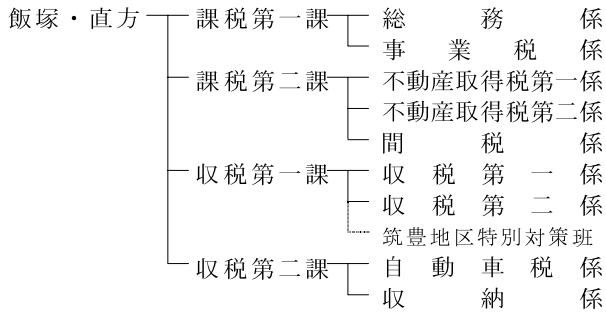 飯塚・直方 課税第一課 総務係
事業税係
課税第二課 不動産取得税第一係
不動産取得税第二係
間税係
収税第一課 収税第一係
収税第二係
筑豊地区特別対策班
収税第二課 自動車税係
収納係